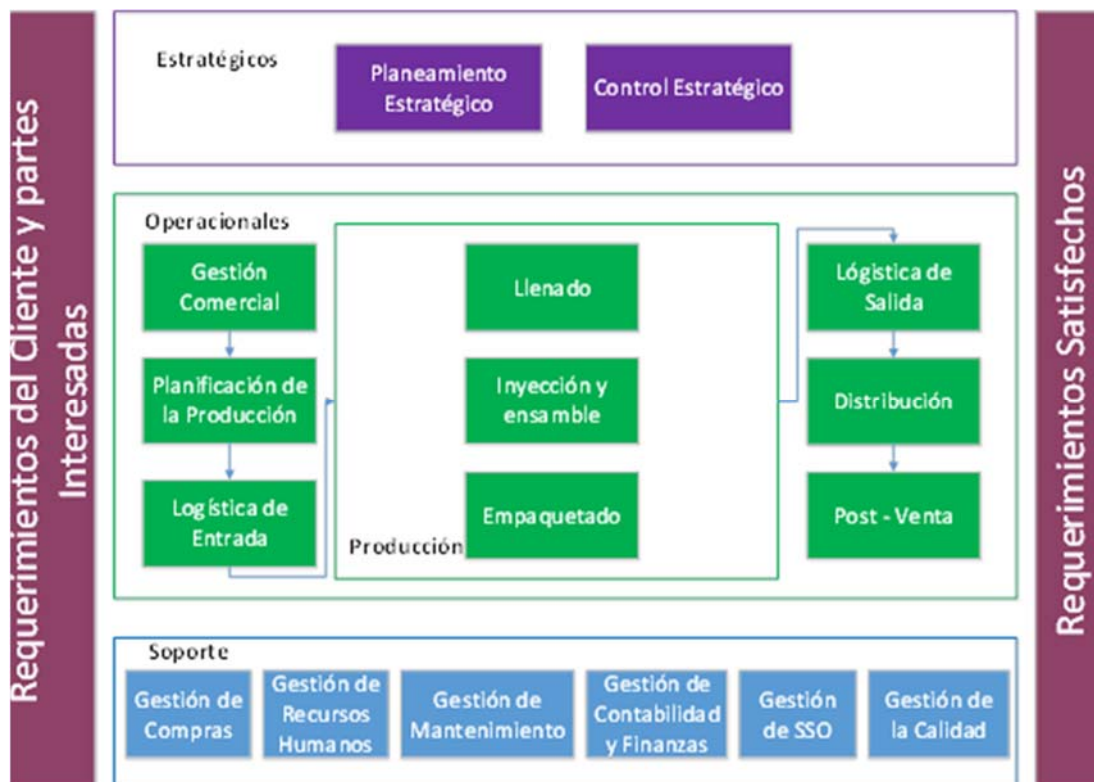 Requerimientos del Cliente y partes
Interesadas
Estratégicos
Planeamiento
Estratégico
Control Estratégico
Operacionales
Gestión
Comercial
Planificación de
la Producción
Logística de
Entrada
Llenado
Inyección y
ensamble
Empaquetado
Producción
Lógistica de
Salida
Distribución
Post - Venta
Soporte
Gestión de
Compras
Gestión de
Recursos
Humanos
Gestión de
Mantenimiento
Gestión de
Contabilidad
y Finanzas
Gestión
de SSO
Gestión de
la Calidad
Requerimientos Satisfechos